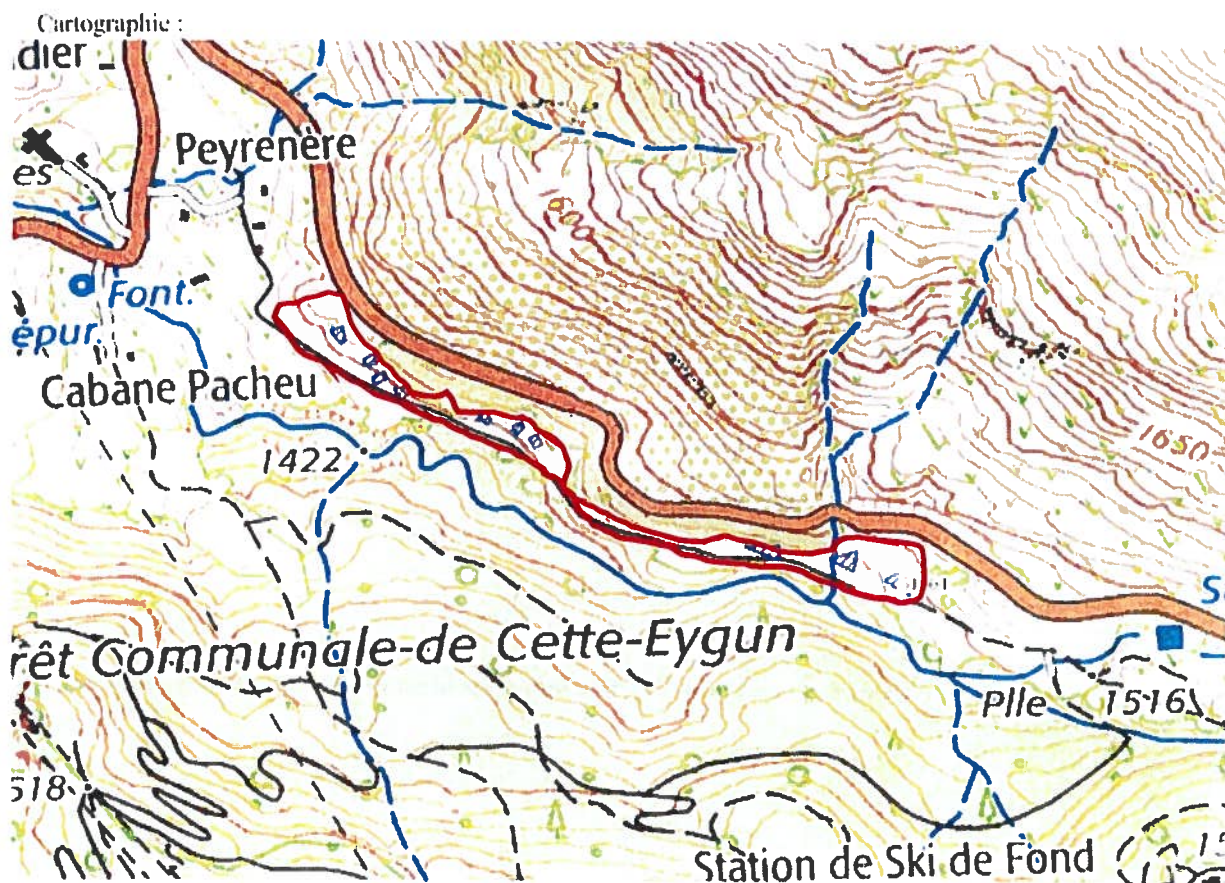 Cartographie :
dier
Peyrenère
es
1600
Font.
épur.
Cabane Pacheu
1422
1650
rêt Communale-de Cette-Eygun
Plle
1516
518
Station de Ski de Fond